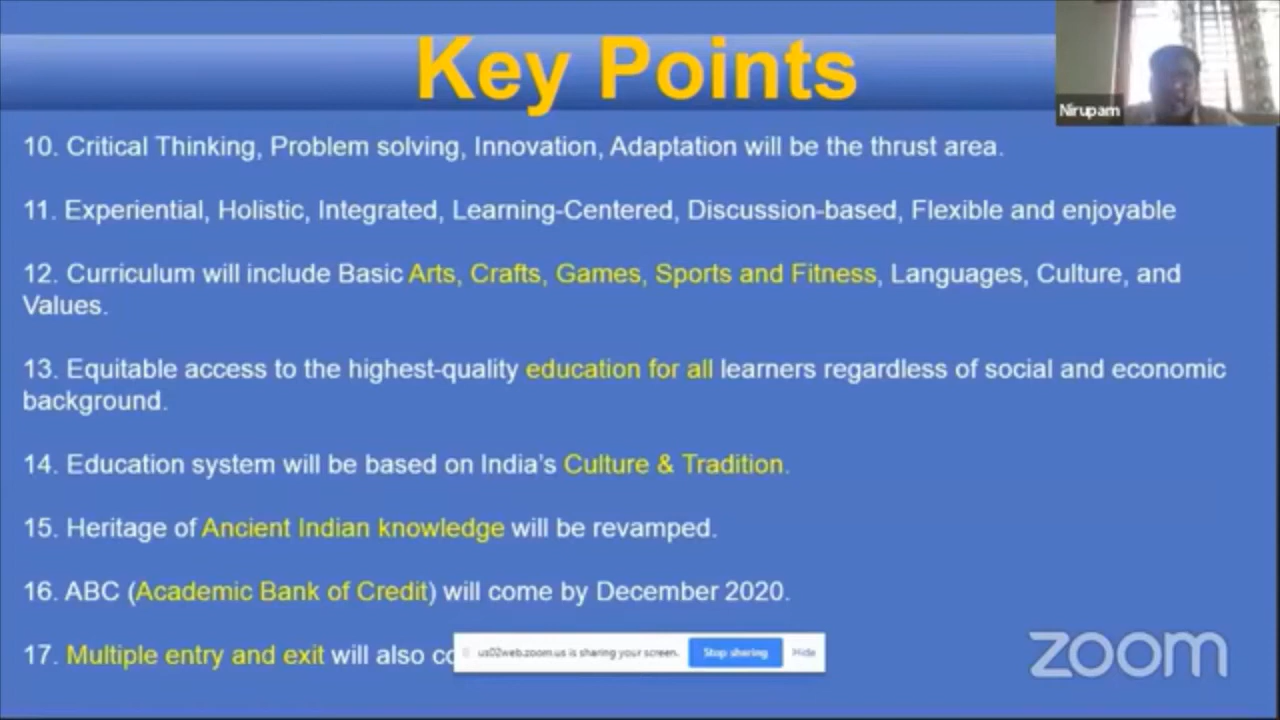 Key Points
Nirupam
10. Critical Thinking, Problem solving, Innovation, Adaptation will be the thrust area.
11. Experiential, Holistic, Integrated, Learning-Centered, Discussion-based, Flexible and enjoyable
12. Curriculum will include Basic Arts, Crafts, Games, Sports and Fitness, Languages, Culture, and
Values.
13. Equitable access to the highest-quality education for all learners regardless of social and economic
background.
14. Education system will be based on India's Culture & Tradition.
15. Heritage of Ancient Indian knowledge will be revamped.
16. ABC (Academic Bank of Credit) will come by December 2020.
17. Multiple entry and exit will also
us02web.zoom.us is sharing your screen. Stop sharing Hide
zoom